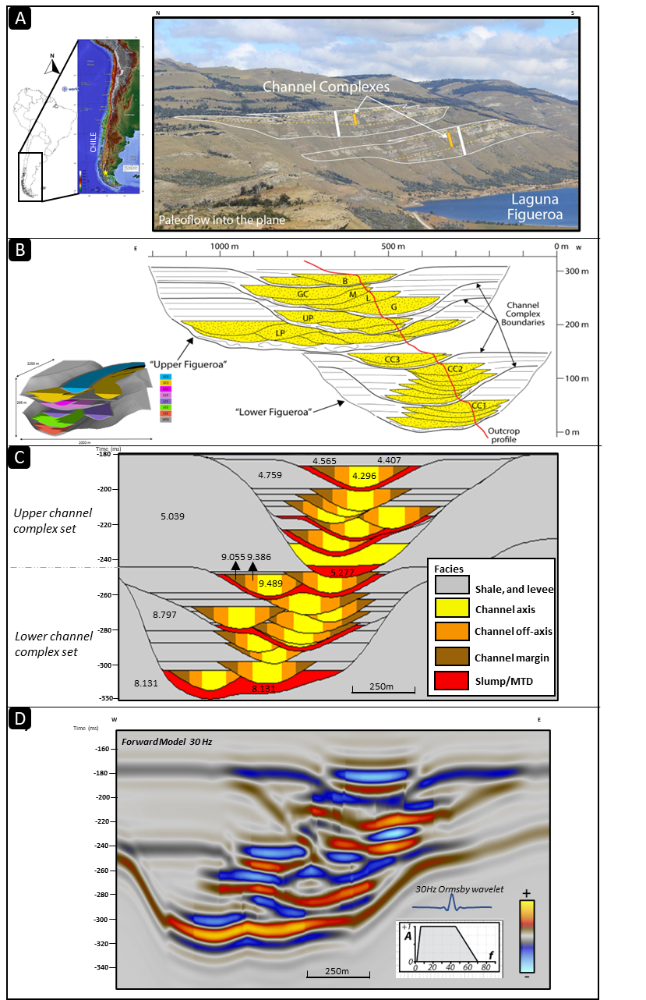 A
N
S
N
CHILE
Channel Complexes
Laguna
Figueroa
Paleoflow into the plane
B
E
1000 m
500 m
0 m
W
300 m
200 m
100 m
0 m
B
GC
M
L
G
UP
LP
CC3
CC2
CC1
Channel
Complex
Boundaries
"Upper Figueroa"
"Lower Figueroa"
Outcrop
profile
2250 m
265 m
2002 m
C
Time (ms)
-180
-200
-220
-240
-260
-280
-300
-330
Upper channel
complex set
Lower channel
complex set
4.565
4.407
4.759
4.296
5.039
9.055
9.386
5.277
9.489
8.797
8.131
8.131
250m
Facies
Shale, and levee
Channel axis
Channel off-axis
Channel margin
Slump/MTD
D
W
E
Time (ms)
Forward Model 30 Hz
-160
-180
-200
-220
-240
-260
-280
-300
-320
-340
250m
30Hz Ormsby wavelet
+1
A
0
f
0 20 40 60 80
+
–